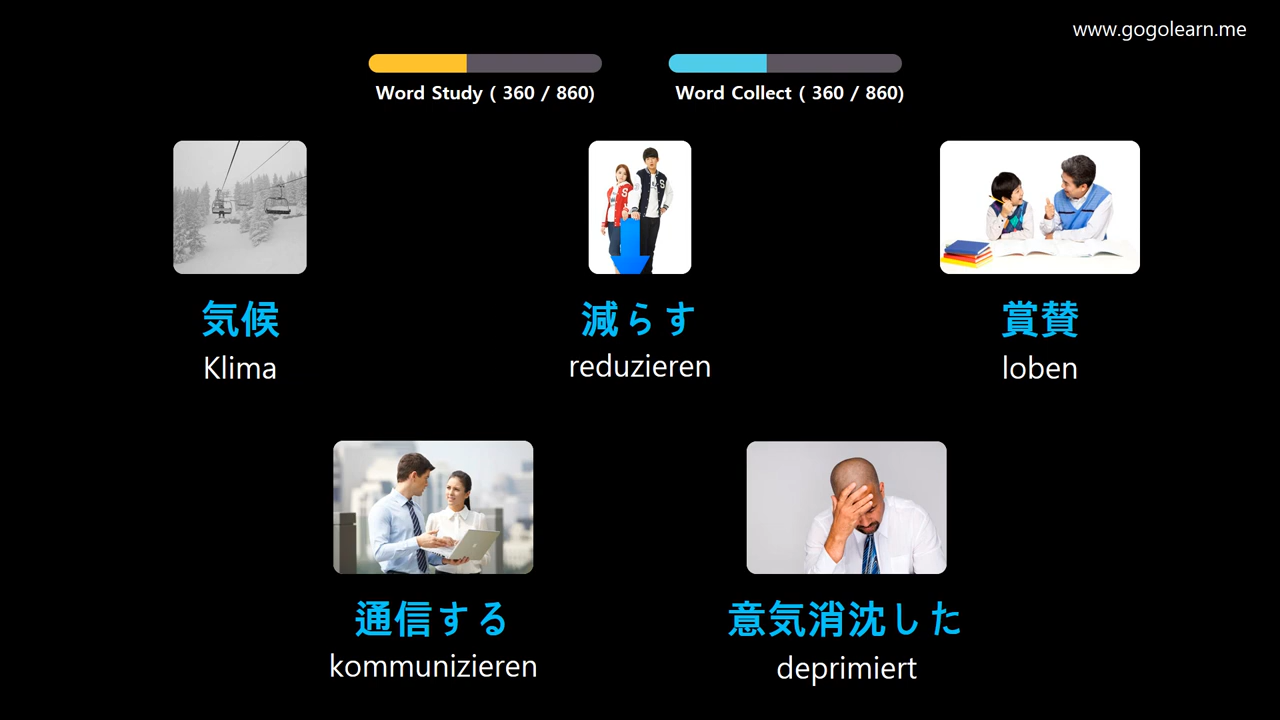 www.gogolearn.me
Word Study ( 360 / 860)
Word Collect ( 360 / 860)
気候
Klima
減らす
reduzieren
賞賛
loben
通信する
kommunizieren
意気消沈した
deprimiert